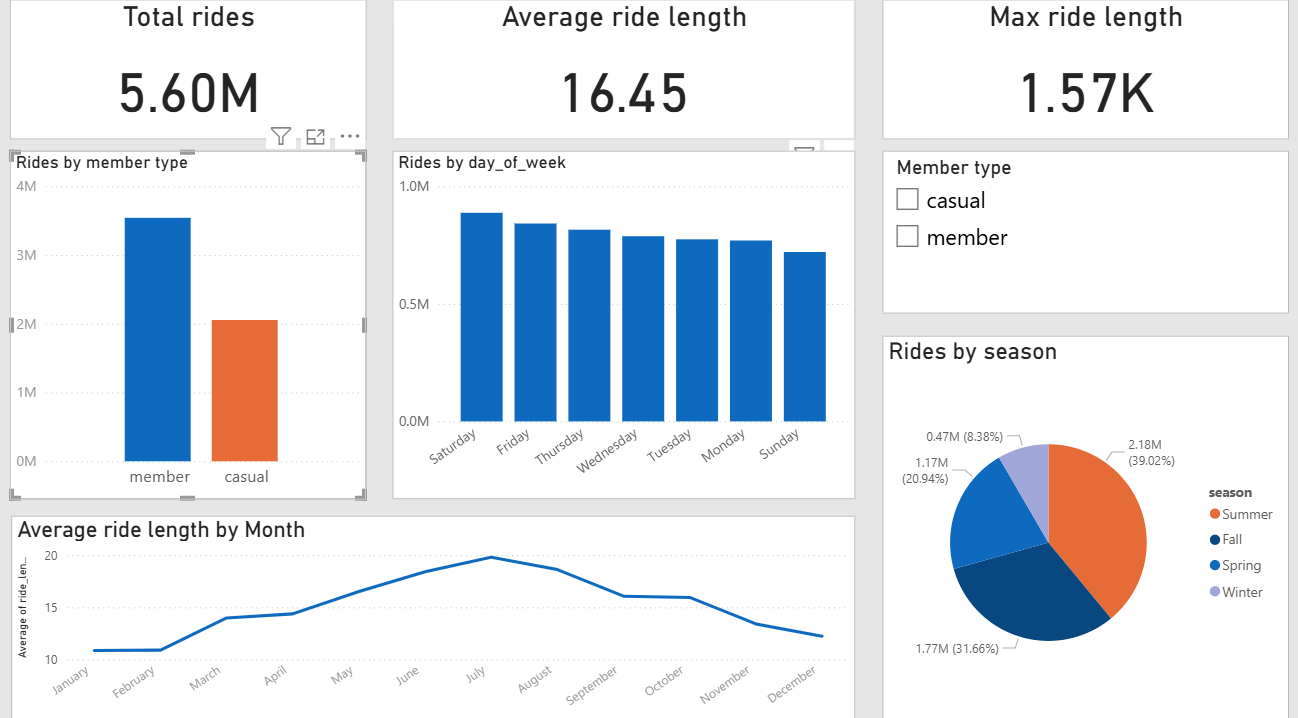 Total rides
5.60M
Average ride length
16.45
Max ride length
1.57K
Rides by member type
4M
3M
2M
1M
0M
member casual
Rides by day_of_week
1.0M
0.5M
0.0M
Saturday Friday Thursday Wednesday Tuesday Monday Sunday
Member type
casual
member
Rides by season
0.47M (8.38%)
2.18M
(39.02%)
1.17M
(20.94%)
1.77M (31.66%)
season
Summer
Fall
Spring
Winter
Average ride length by Month
Average of ride_len...
20
15
10
January February March April May June July August September October November December